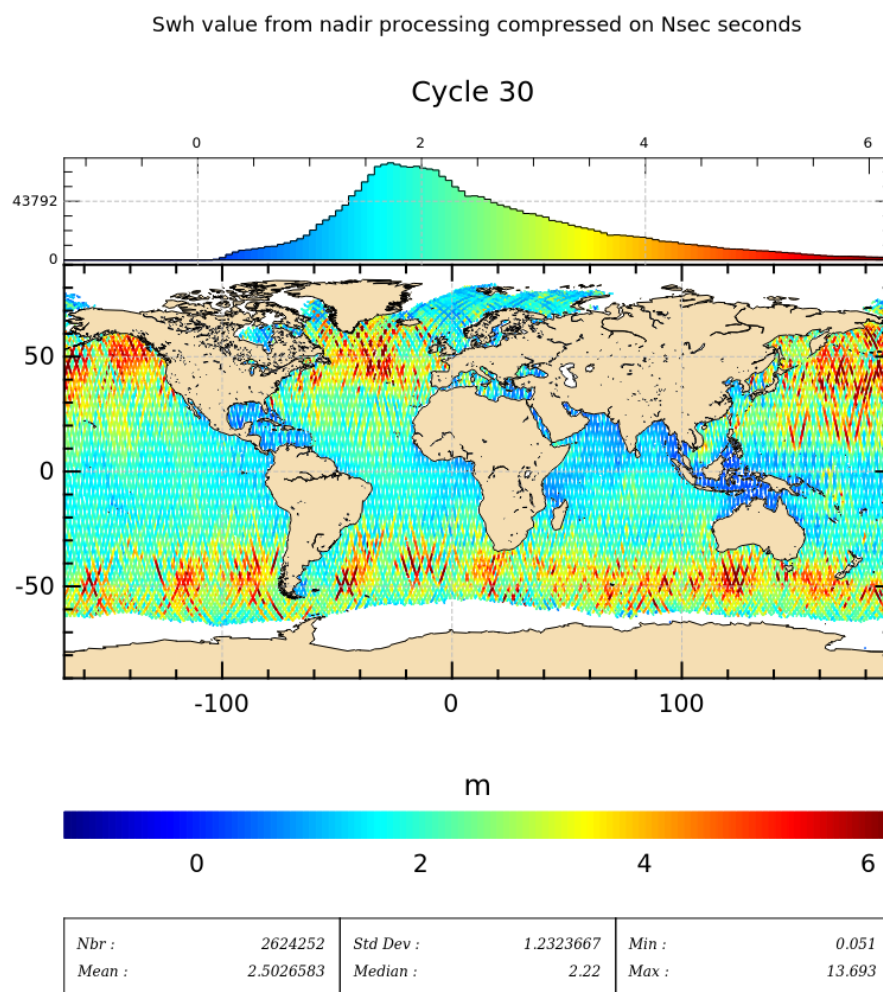 Swh value from nadir processing compressed on Nsec seconds
Cycle 30
0 2 4 6
43792
0
50
0
-50
-100 0 100
m
0 2 4 6
Nbr : 2624252 Std Dev : 1.2323667 Min : 0.051
Mean : 2.5026583 Median : 2.22 Max : 13.693